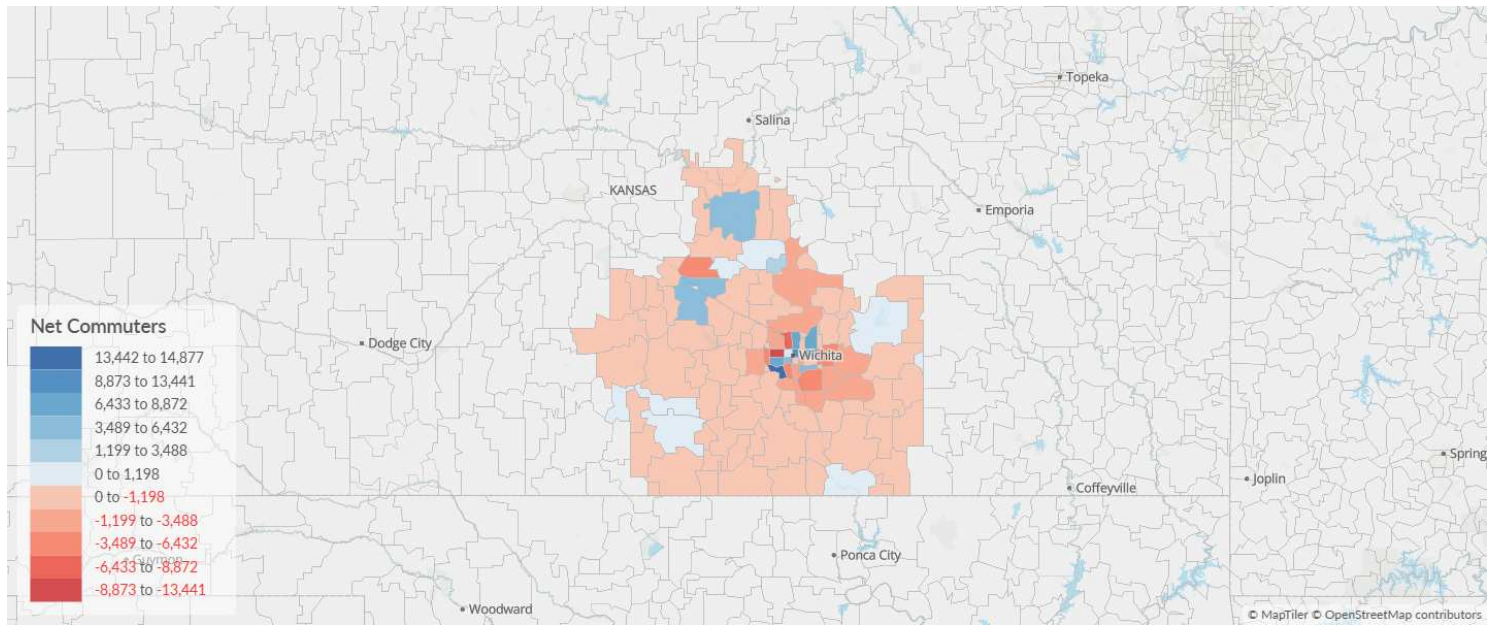 Topeka
Salina
KANSAS
Emporia
Net Commuters
13,442 to 14,877
8,873 to 13,441
6,433 to 8,872
3,489 to 6,432
1,199 to 3,488
0 to 1,198
0 to -1,198
-1,199 to -3,488
-3,489 to -6,432
-6,433 to -8,872
-8,873 to -13,441
Dodge City
Wichita
Spring
Joplin
Coffeyville
Guymon
Ponca City
Woodward
© MapTiler © OpenStreetMap contributors